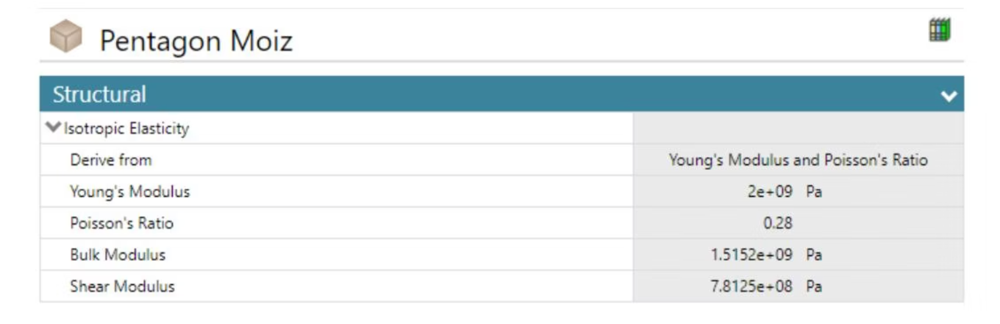 Pentagon Moiz
Structural
Isotropic Elasticity
Derive from Young's Modulus and Poisson's Ratio
Young's Modulus 2e+09 Pa
Poisson's Ratio 0.28
Bulk Modulus 1.5152e+09 Pa
Shear Modulus 7.8125e+08 Pa